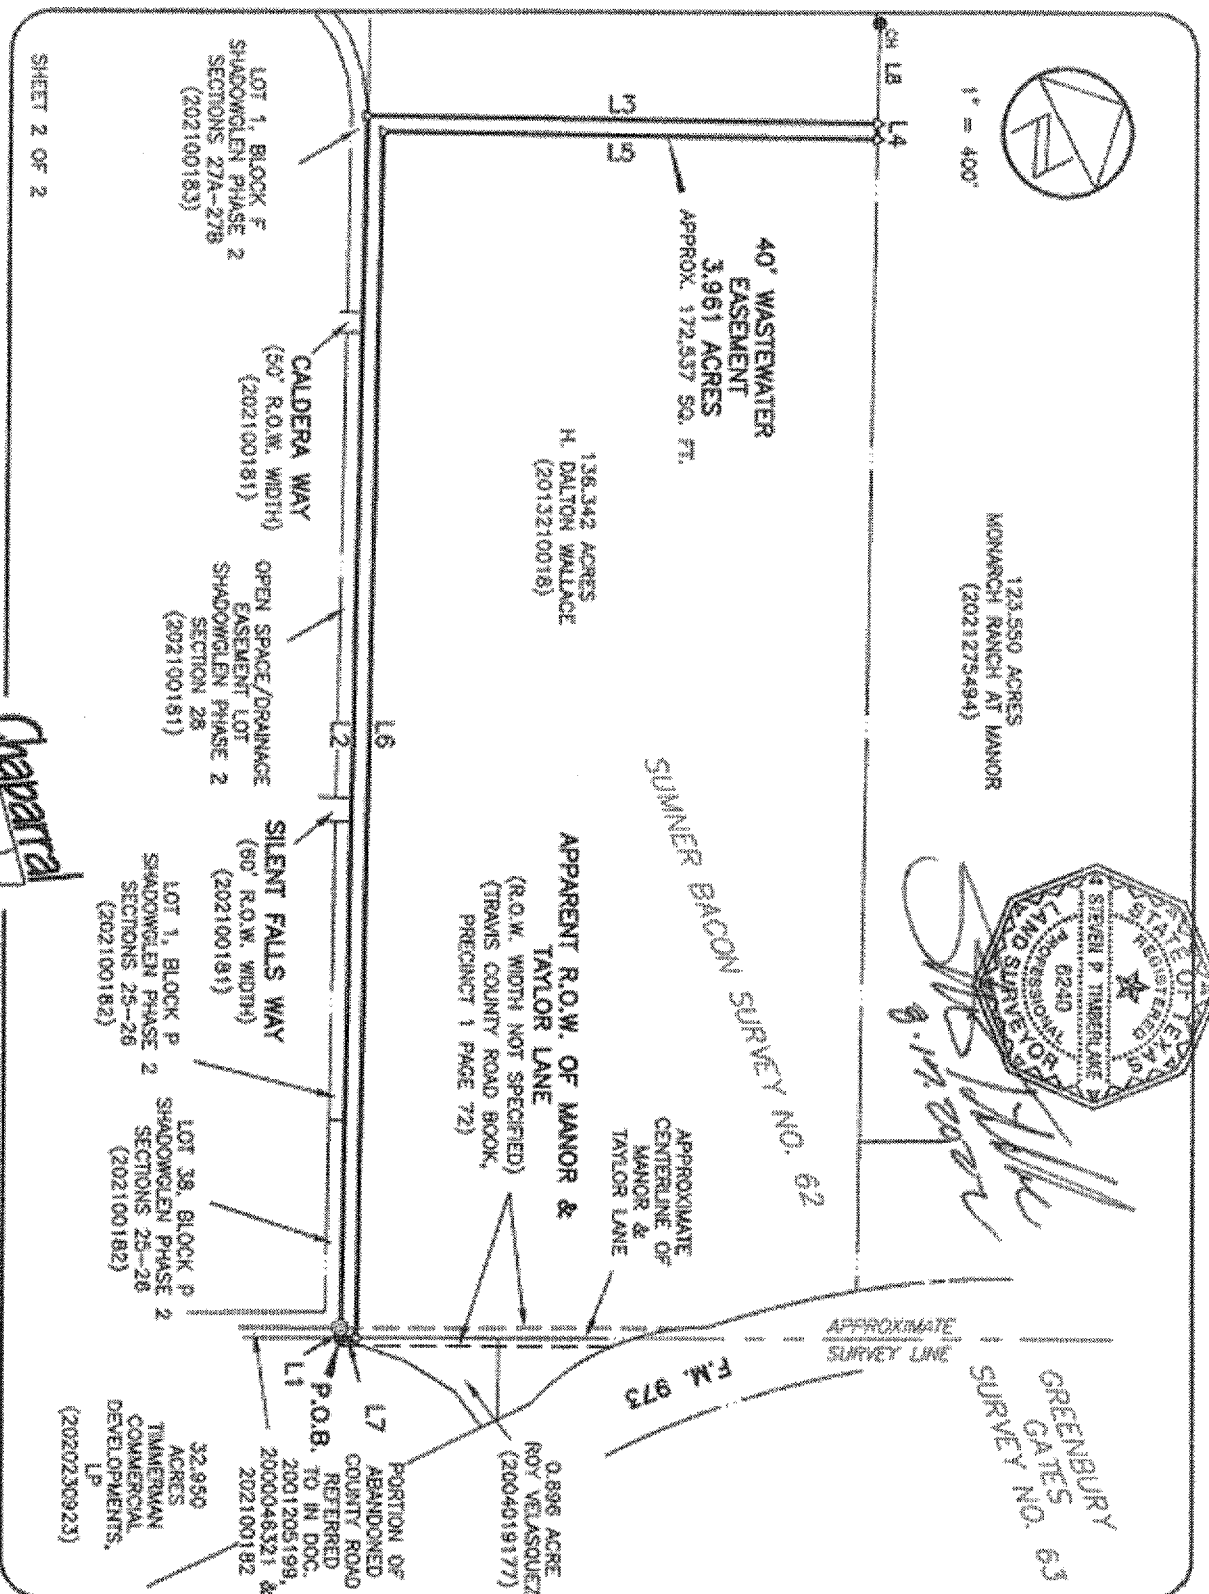 1" = 400'
CH L8
L4
L3
L5
123.550 ACRES
MONARCH RANCH AT MANOR
(2021275494)
40' WASTEWATER
EASEMENT
3.961 ACRES
APPROX. 172,537 SQ. FT.
136.342 ACRES
H. DALTON WALLACE
(2013210018)
SUMNER BACON SURVEY NO. 62
STATE OF TEXAS
REGISTERED
STEVEN P. TIMBERLAKE
6240
PROFESSIONAL
LAND SURVEYOR
APPARENT R.O.W. OF MANOR &
TAYLOR LANE
(R.O.W. WIDTH NOT SPECIFIED)
(TRAVIS COUNTY ROAD BOOK,
PRECINCT 1 PAGE 72)
APPROXIMATE
CENTERLINE OF
MANOR &
TAYLOR LANE
APPROXIMATE
SURVEY LINE
GREENBURY
GATES
SURVEY NO. 63
F.M. 973
0.896 ACRE
ROY VELASQUEZ
(2004019177)
L6
L2
L7
L1
P.O.B.
PORTION OF
ABANDONED
COUNTY ROAD
REFERRED
TO IN DOC.
2001205199,
2000046321 &
202100182
LOT 1, BLOCK F
SHADOWGLEN PHASE 2
SECTIONS 27A-27B
(202100183)
CALDERA WAY
(50' R.O.W. WIDTH)
(202100181)
OPEN SPACE/DRAINAGE
EASEMENT LOT
SHADOWGLEN PHASE 2
SECTION 28
(202100181)
SILENT FALLS WAY
(60' R.O.W. WIDTH)
(202100181)
LOT 1, BLOCK P
SHADOWGLEN PHASE 2
SECTIONS 25-26
(202100182)
LOT 38, BLOCK P
SHADOWGLEN PHASE 2
SECTIONS 25-26
(202100182)
32.950
ACRES
TIMMERMAN
COMMERCIAL
DEVELOPMENTS,
LP
(2020230923)
SHEET 2 OF 2
Chaparral